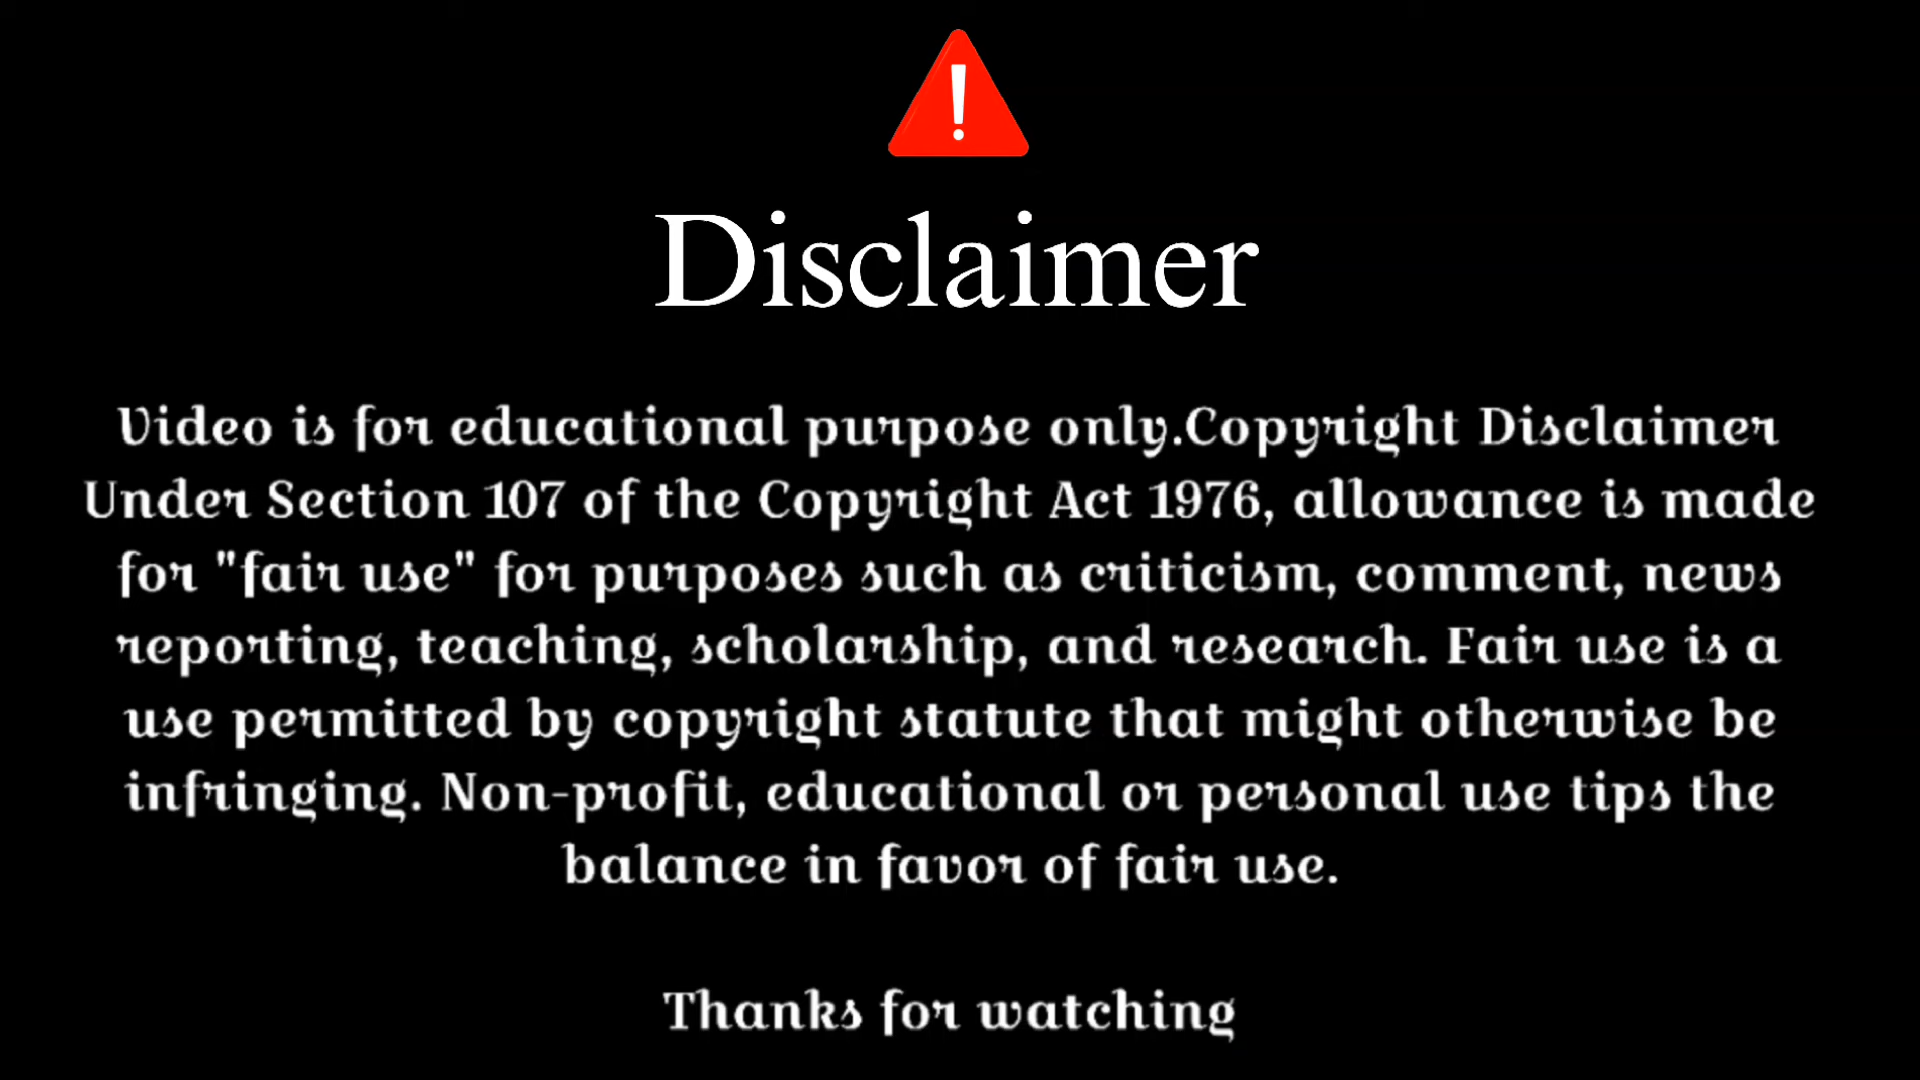 !
Disclaimer
Video is for educational purpose only.Copyright Disclaimer
Under Section 107 of the Copyright Act 1976, allowance is made
for "fair use" for purposes such as criticism, comment, news
reporting, teaching, scholarship, and research. Fair use is a
use permitted by copyright statute that might otherwise be
infringing. Non-profit, educational or personal use tips the
balance in favor of fair use.
Thanks for watching